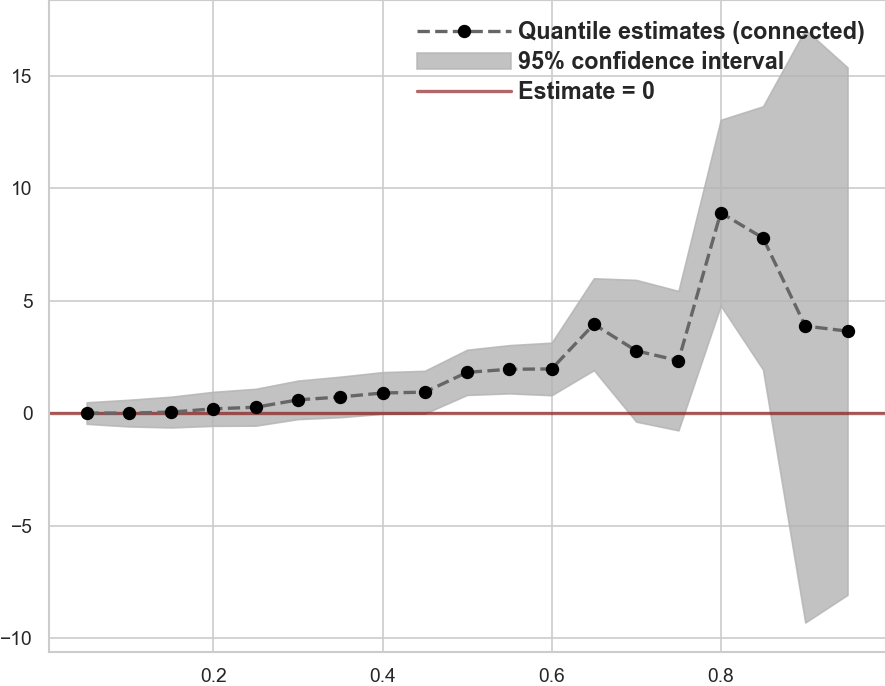 Quantile estimates (connected)
95% confidence interval
Estimate = 0
15
10
5
0
−5
−10
0.2 0.4 0.6 0.8